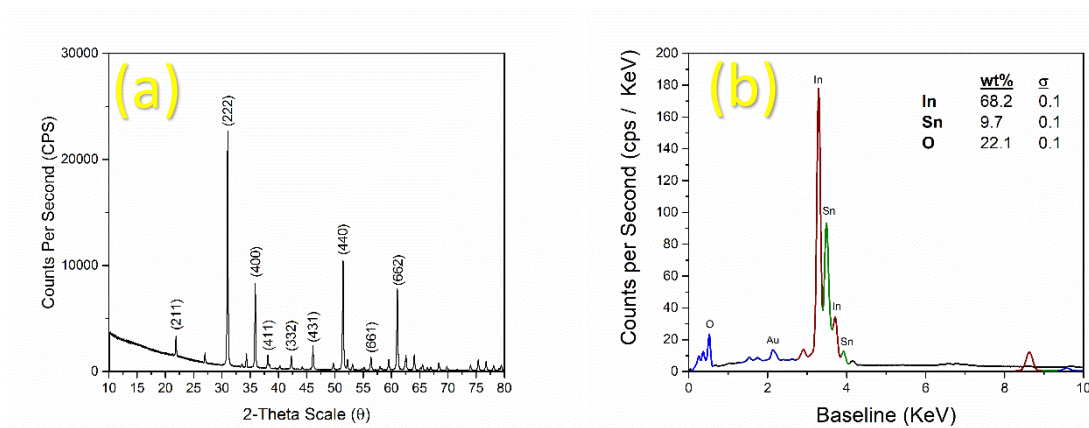 (a)
30000
20000
10000
0
Counts Per Second (CPS)
(211)
(222)
(400)
(411)
(332)
(431)
(440)
(661)
(662)
10 15 20 25 30 35 40 45 50 55 60 65 70 75 80
2-Theta Scale (θ)
(b)
200
180
160
140
120
100
80
60
40
20
0
Counts per Second (cps / KeV)
wt% σ
In 68.2 0.1
Sn 9.7 0.1
O 22.1 0.1
O
Au
In
Sn
In
Sn
0 2 4 6 8 10
Baseline (KeV)